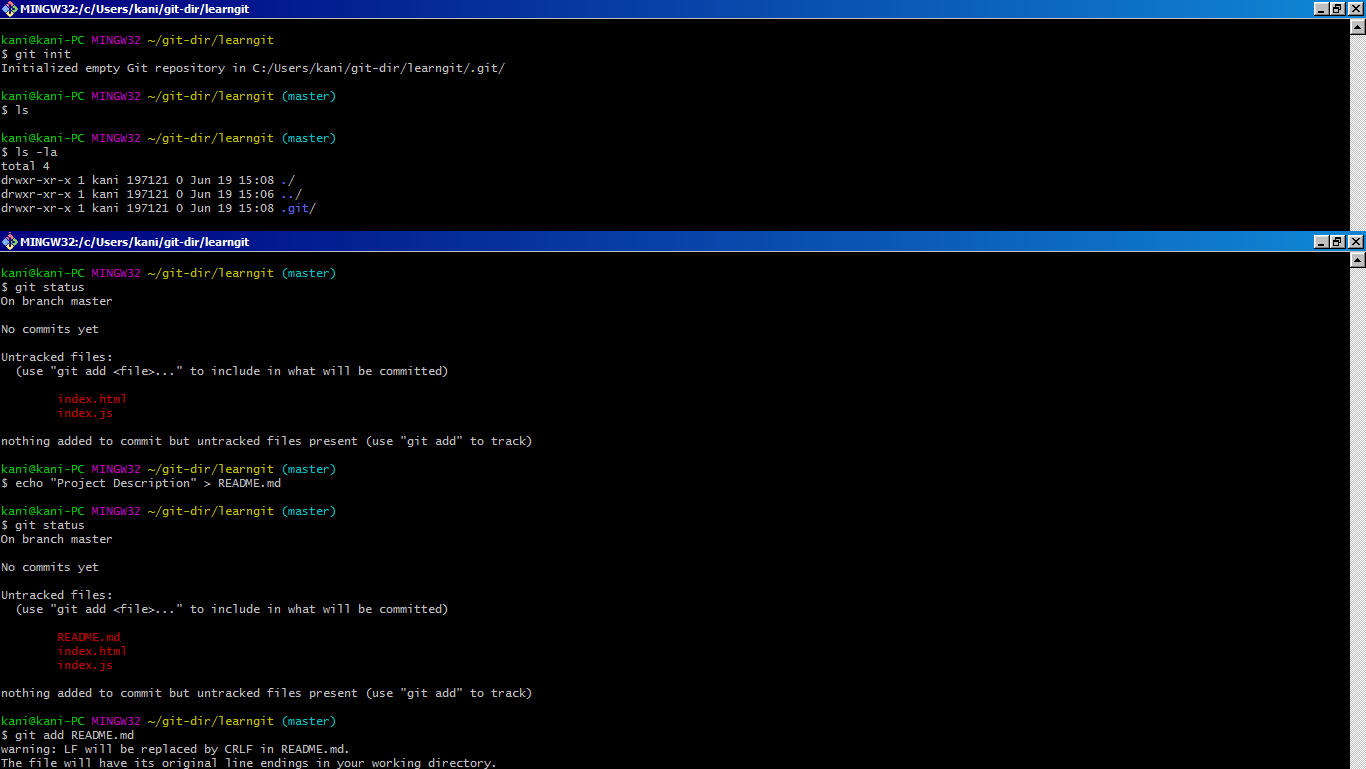 MINGW32:/c/Users/kani/git-dir/learngit
kani@kani-PC MINGW32 ~/git-dir/learngit
$ git init
Initialized empty Git repository in C:/Users/kani/git-dir/learngit/.git/
kani@kani-PC MINGW32 ~/git-dir/learngit (master)
$ ls
kani@kani-PC MINGW32 ~/git-dir/learngit (master)
$ ls -la
total 4
drwxr-xr-x 1 kani 197121 0 Jun 19 15:08 ./
drwxr-xr-x 1 kani 197121 0 Jun 19 15:06 ../
drwxr-xr-x 1 kani 197121 0 Jun 19 15:08 .git/
MINGW32:/c/Users/kani/git-dir/learngit
kani@kani-PC MINGW32 ~/git-dir/learngit (master)
$ git status
On branch master
No commits yet
Untracked files:
  (use "git add <file>..." to include in what will be committed)
        index.html
        index.js
nothing added to commit but untracked files present (use "git add" to track)
kani@kani-PC MINGW32 ~/git-dir/learngit (master)
$ echo "Project Description" > README.md
kani@kani-PC MINGW32 ~/git-dir/learngit (master)
$ git status
On branch master
No commits yet
Untracked files:
  (use "git add <file>..." to include in what will be committed)
        README.md
        index.html
        index.js
nothing added to commit but untracked files present (use "git add" to track)
kani@kani-PC MINGW32 ~/git-dir/learngit (master)
$ git add README.md
warning: LF will be replaced by CRLF in README.md.
The file will have its original line endings in your working directory.